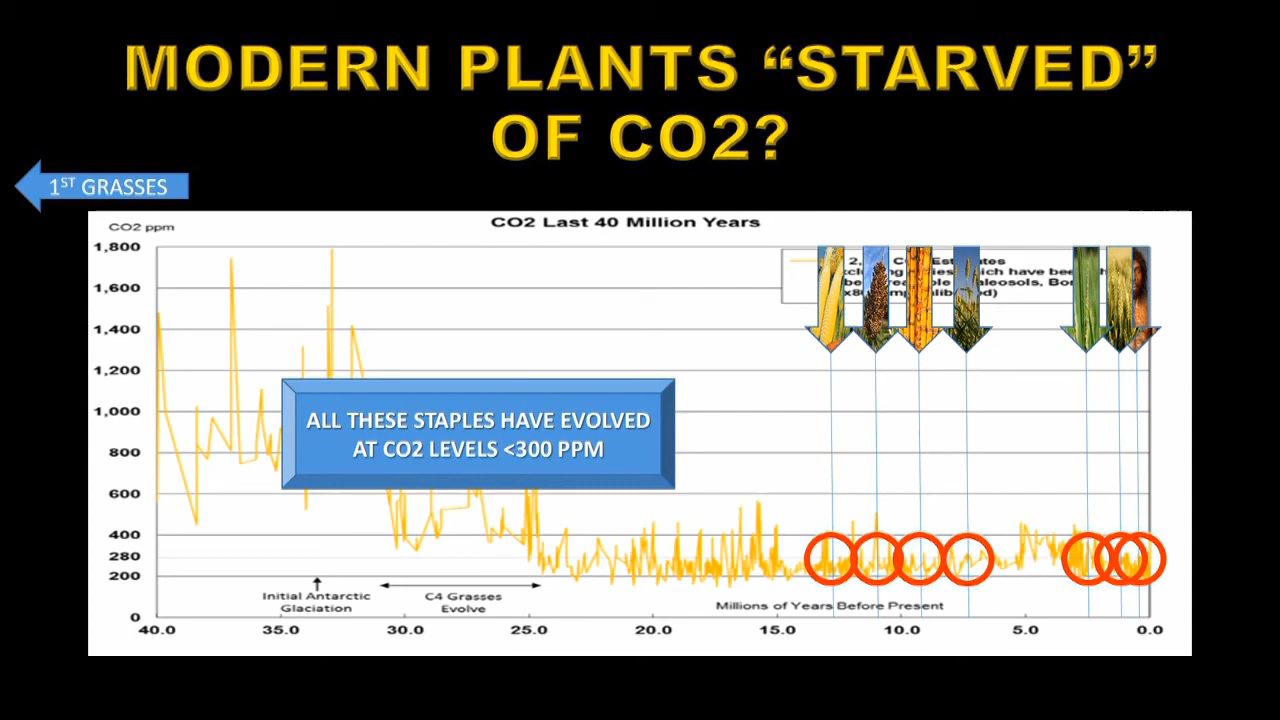 MODERN PLANTS “STARVED”
OF CO2?
1ST GRASSES
CO2 Last 40 Million Years
CO2 ppm
1,800
1,600
1,400
1,200
1,000
800
600
400
280
200
0
ALL THESE STAPLES HAVE EVOLVED
AT CO2 LEVELS <300 PPM
Initial Antarctic
Glaciation
C4 Grasses
Evolve
Millions of Years Before Present
40.0 35.0 30.0 25.0 20.0 15.0 10.0 5.0 0.0